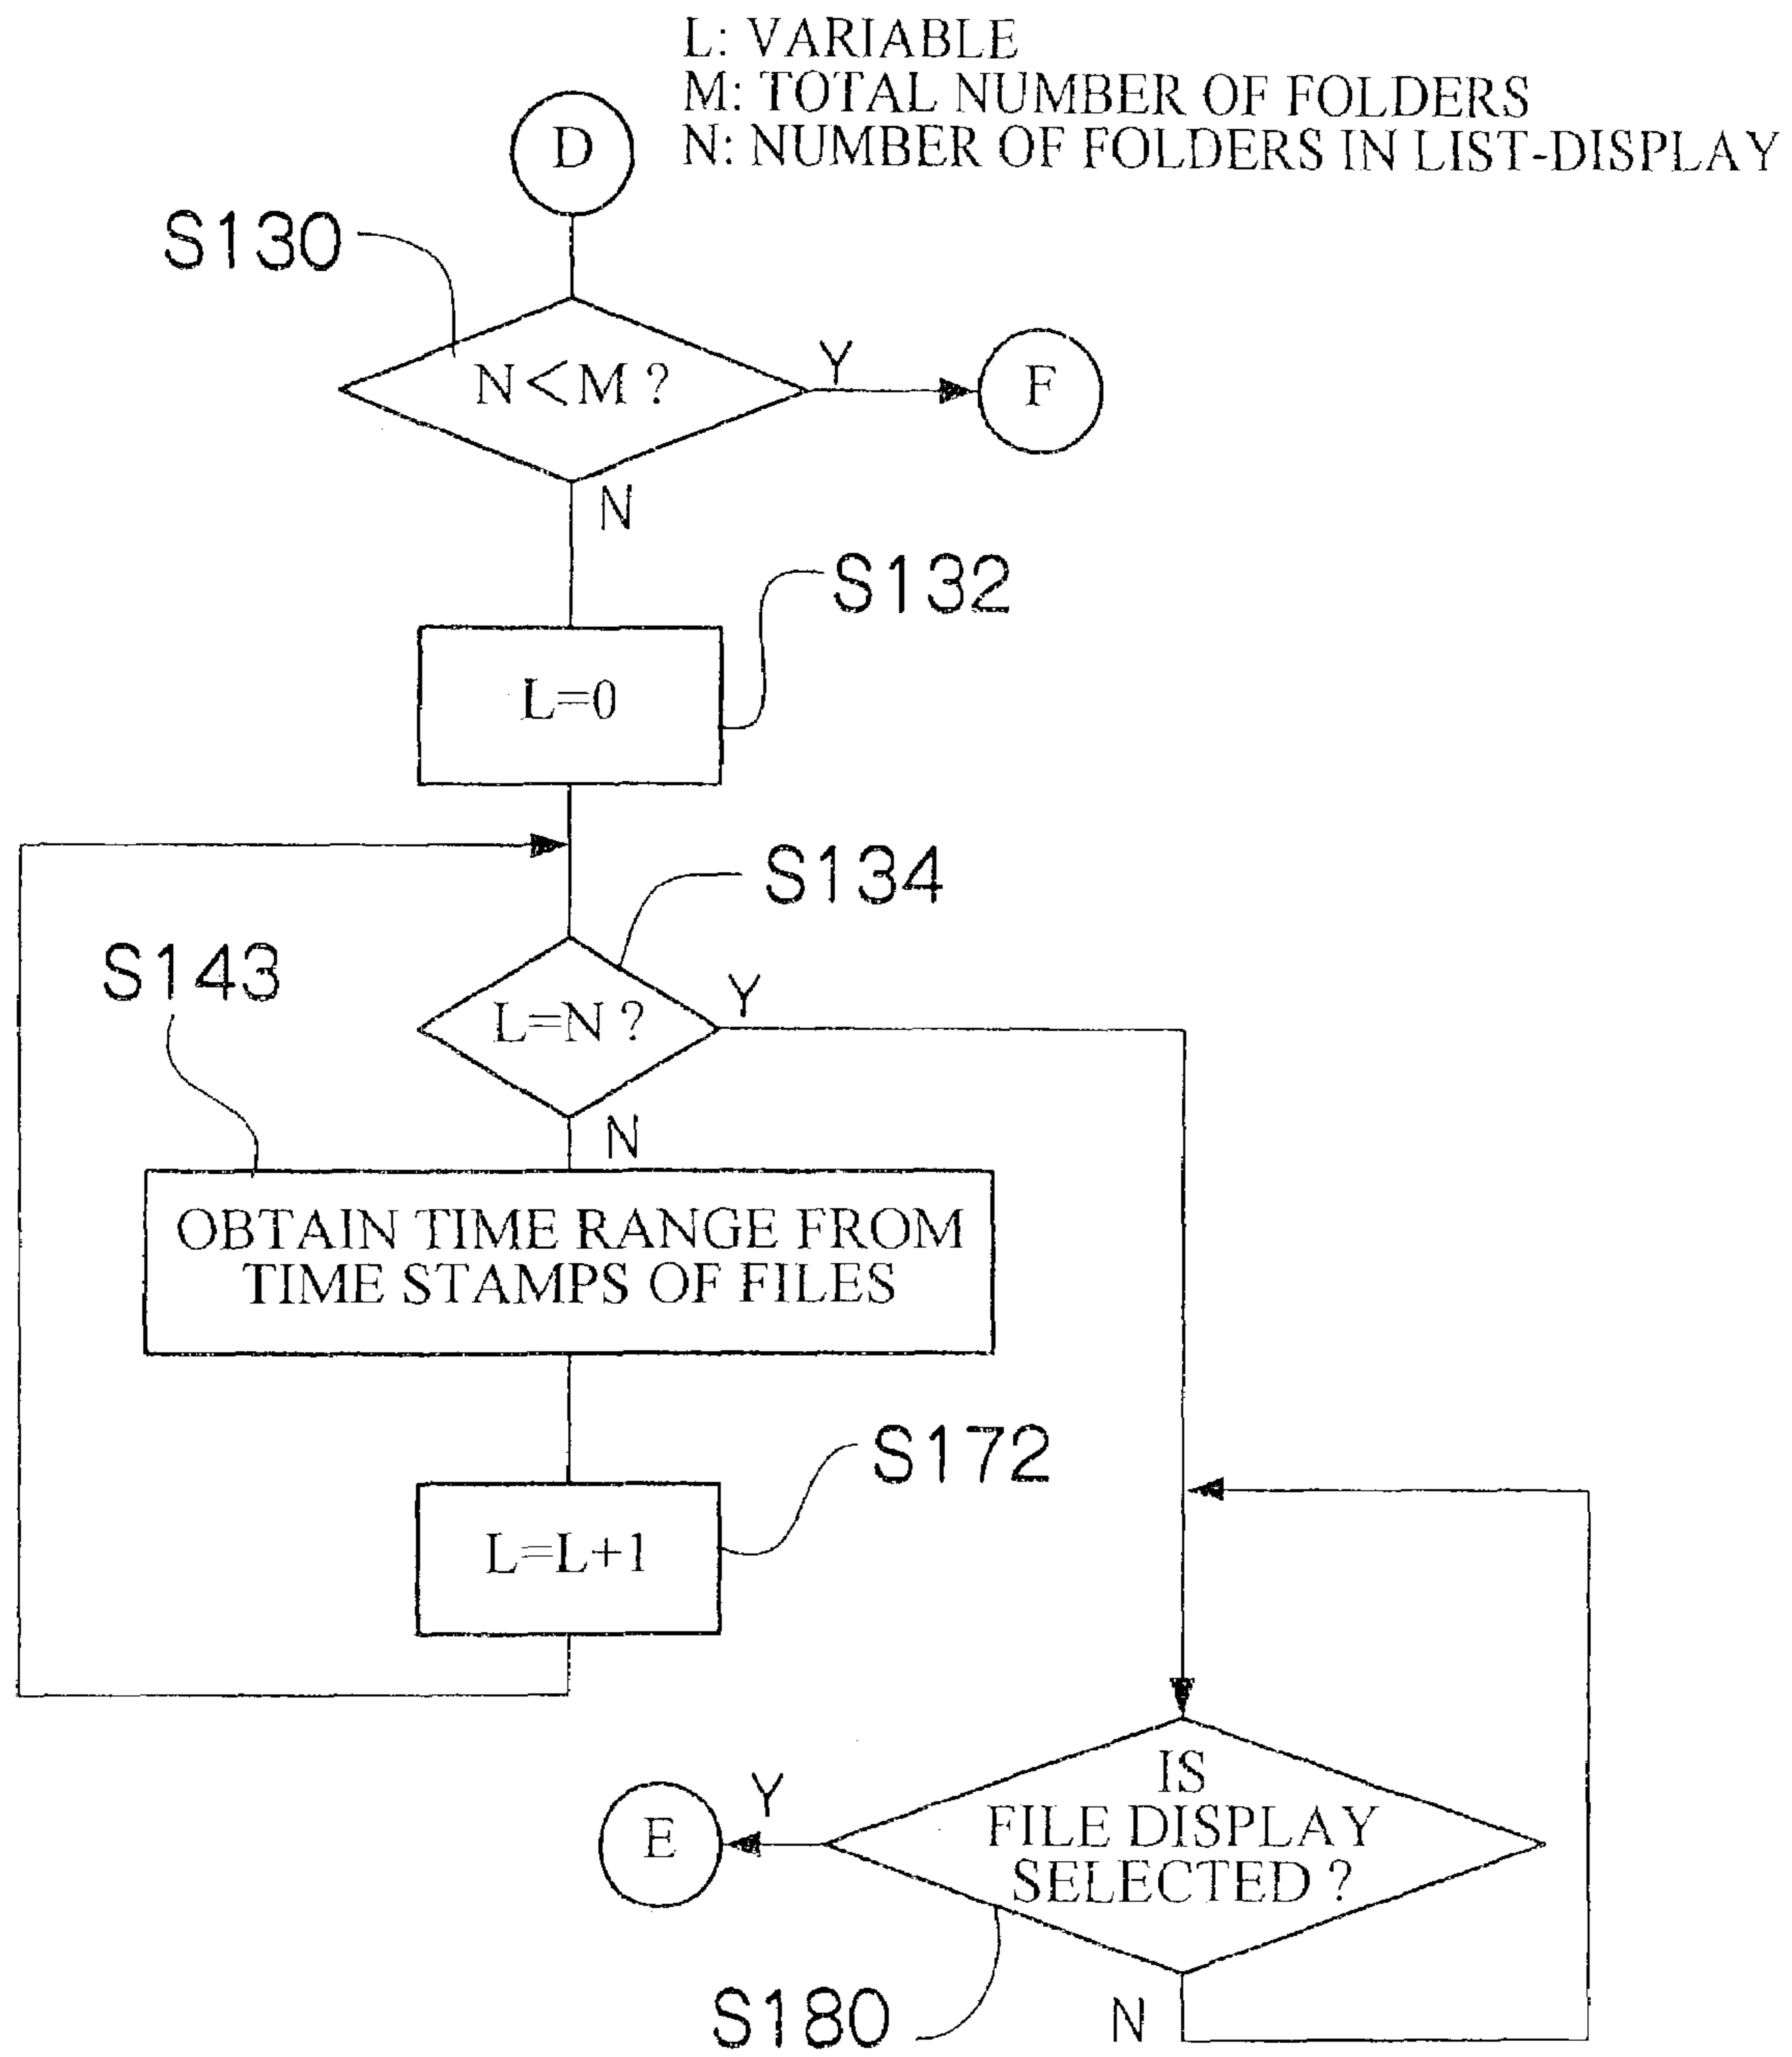 L: VARIABLE
M: TOTAL NUMBER OF FOLDERS
N: NUMBER OF FOLDERS IN LIST-DISPLAY
D
S130
N<M?
Y
F
N
S132
L=0
S134
S143
L=N?
Y
N
OBTAIN TIME RANGE FROM
TIME STAMPS OF FILES
S172
L=L+1
IS
FILE DISPLAY
SELECTED?
Y
E
S180
N